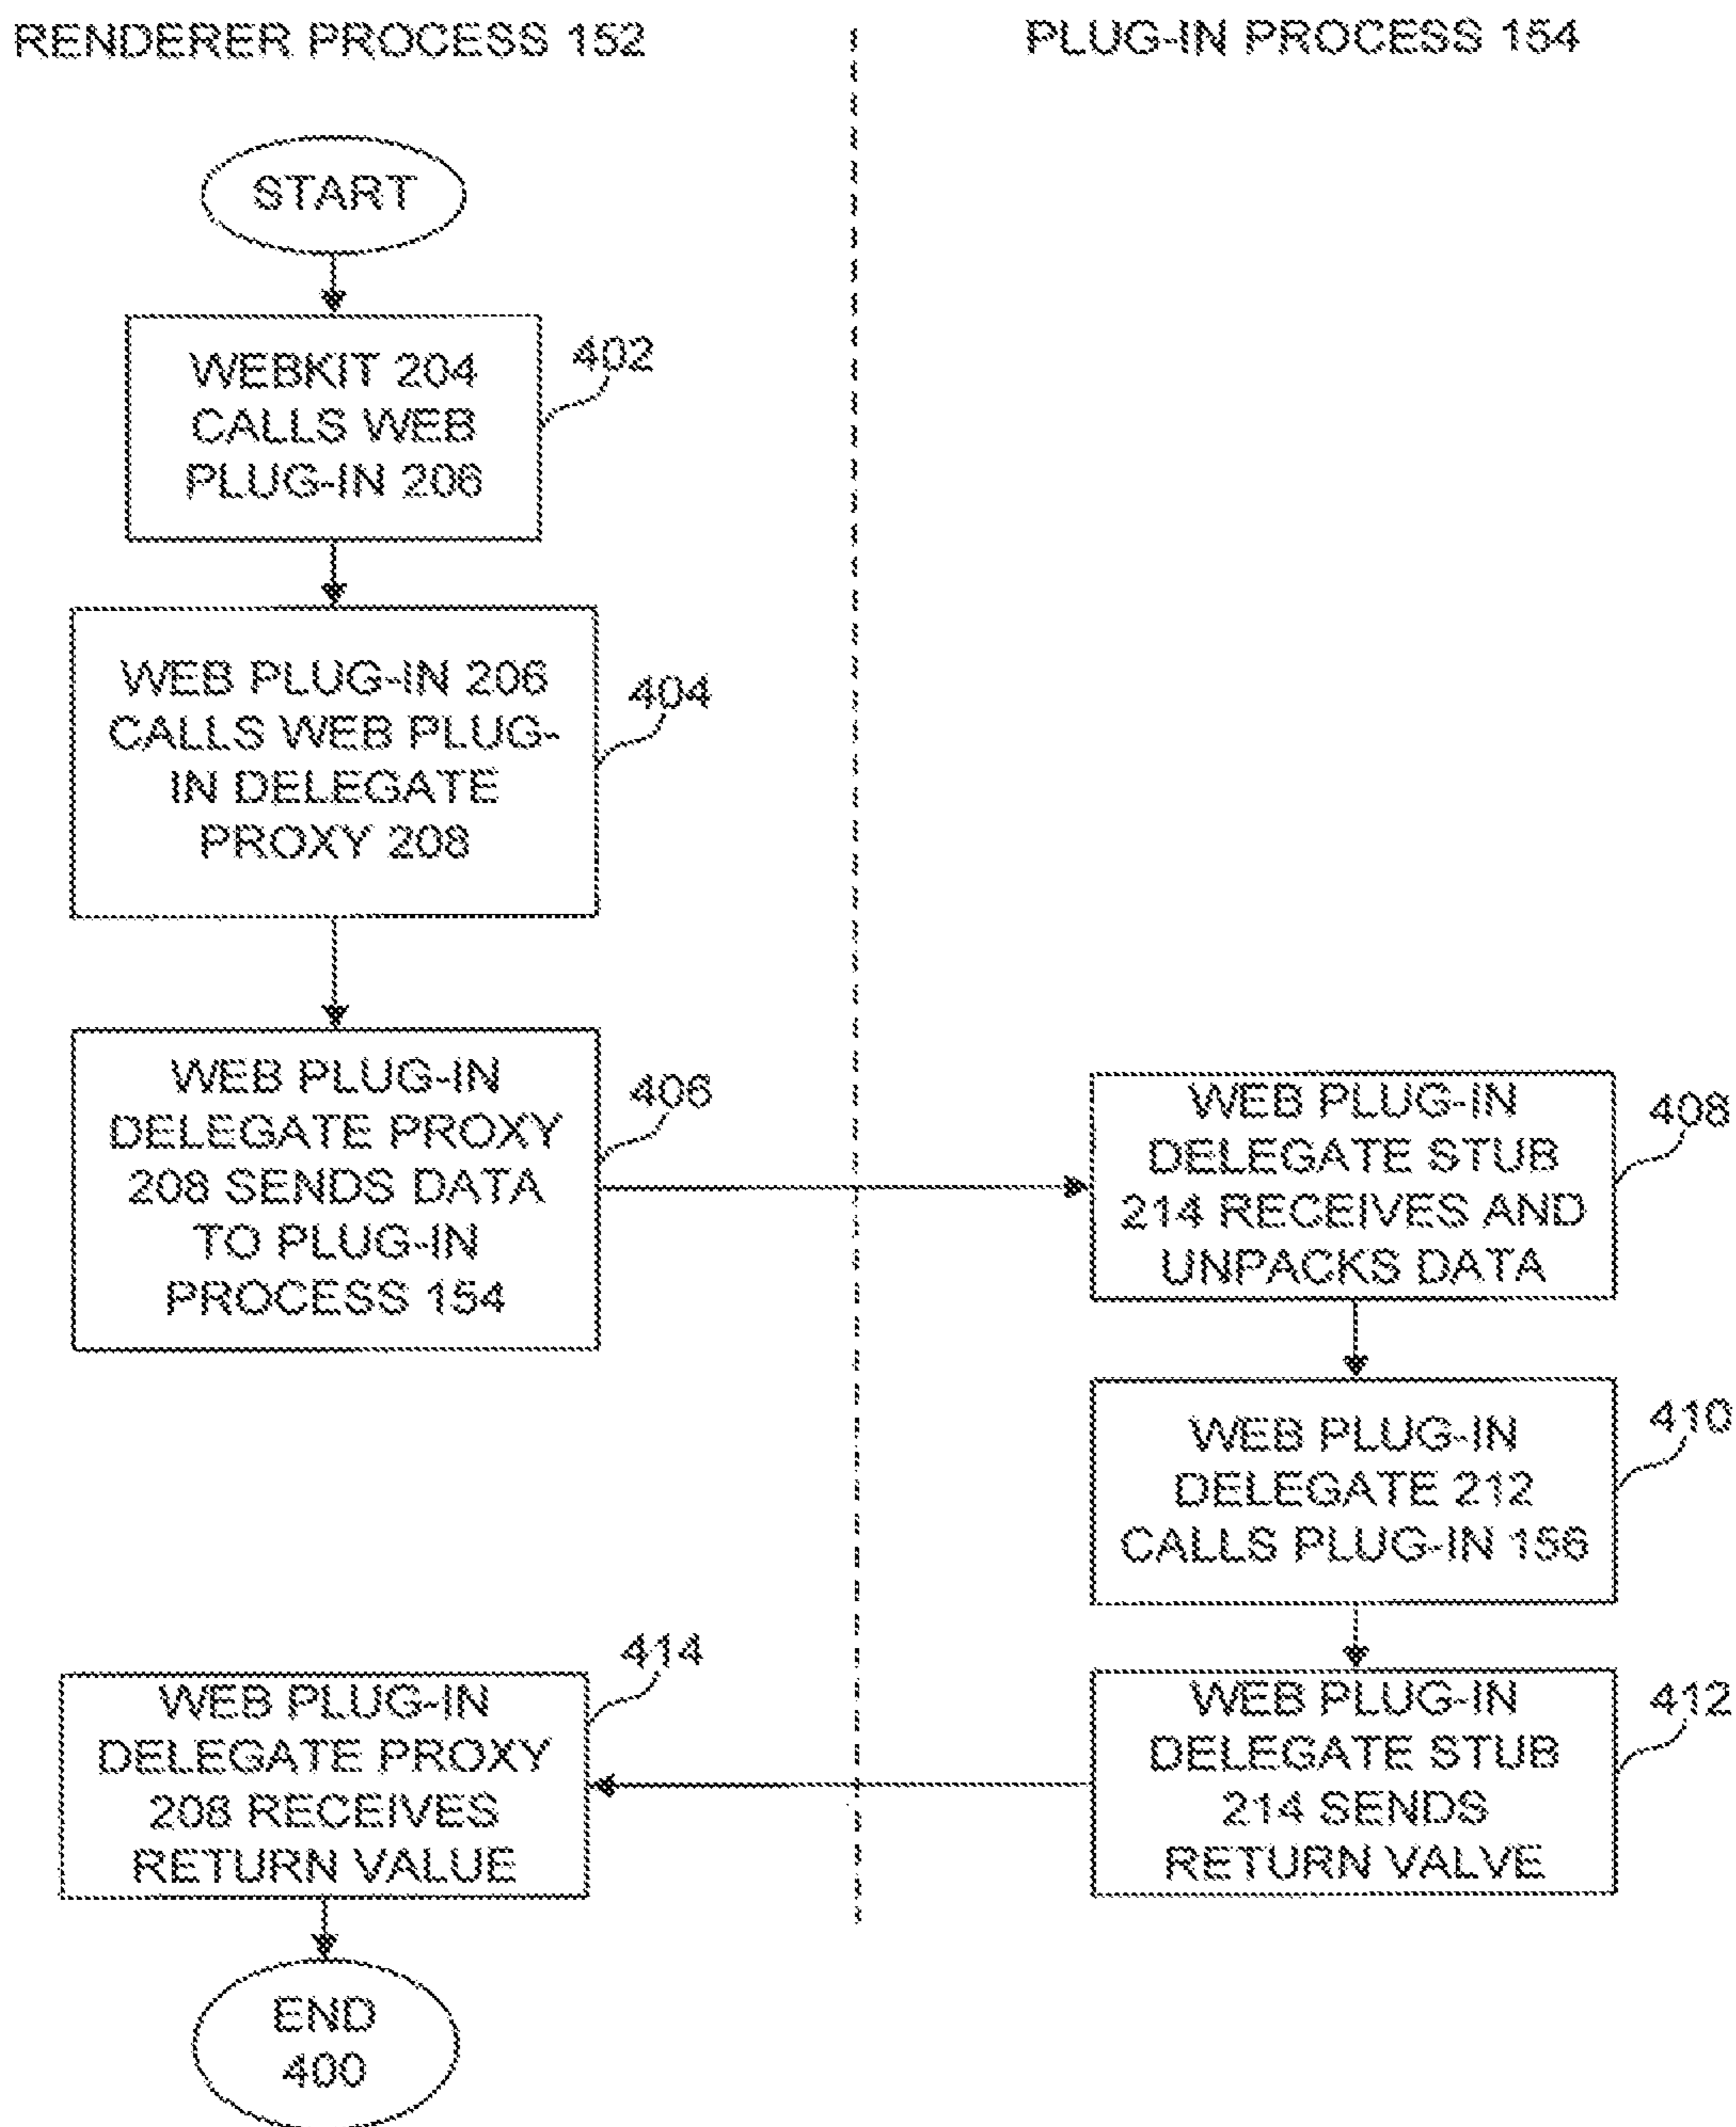 RENDERER PROCESS 152
PLUG-IN PROCESS 154
START
WEBKIT 204
CALLS WEB
PLUG-IN 206
402
WEB PLUG-IN 206
CALLS WEB PLUG-
IN DELEGATE
PROXY 208
404
WEB PLUG-IN
DELEGATE PROXY
208 SENDS DATA
TO PLUG-IN
PROCESS 154
406
WEB PLUG-IN
DELEGATE STUB
214 RECEIVES AND
UNPACKS DATA
408
WEB PLUG-IN
DELEGATE 212
CALLS PLUG-IN 156
410
WEB PLUG-IN
DELEGATE STUB
214 SENDS
RETURN VALVE
412
WEB PLUG-IN
DELEGATE PROXY
208 RECEIVES
RETURN VALUE
414
END
400